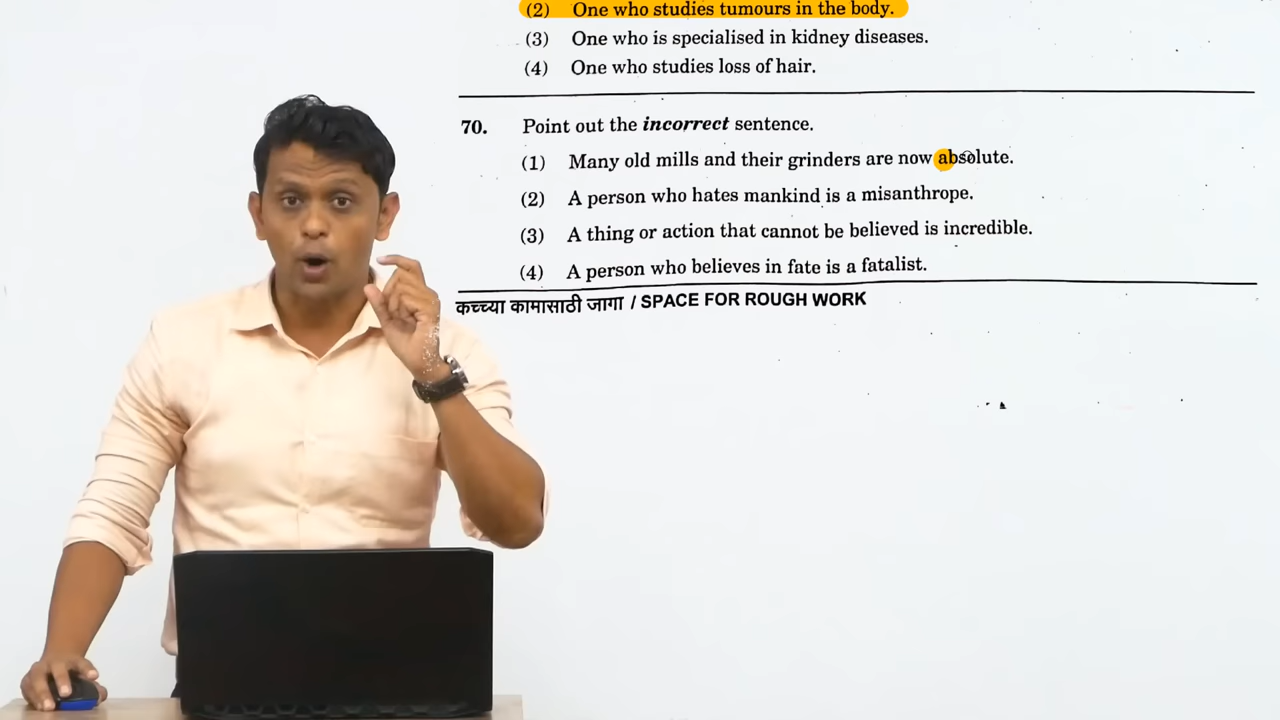 (2) One who studies tumours in the body.
(3) One who is specialised in kidney diseases.
(4) One who studies loss of hair.
70. Point out the incorrect sentence.
(1) Many old mills and their grinders are now absolute.
(2) A person who hates mankind is a misanthrope.
(3) A thing or action that cannot be believed is incredible.
(4) A person who believes in fate is a fatalist.
कच्च्या कामासाठी जागा / SPACE FOR ROUGH WORK